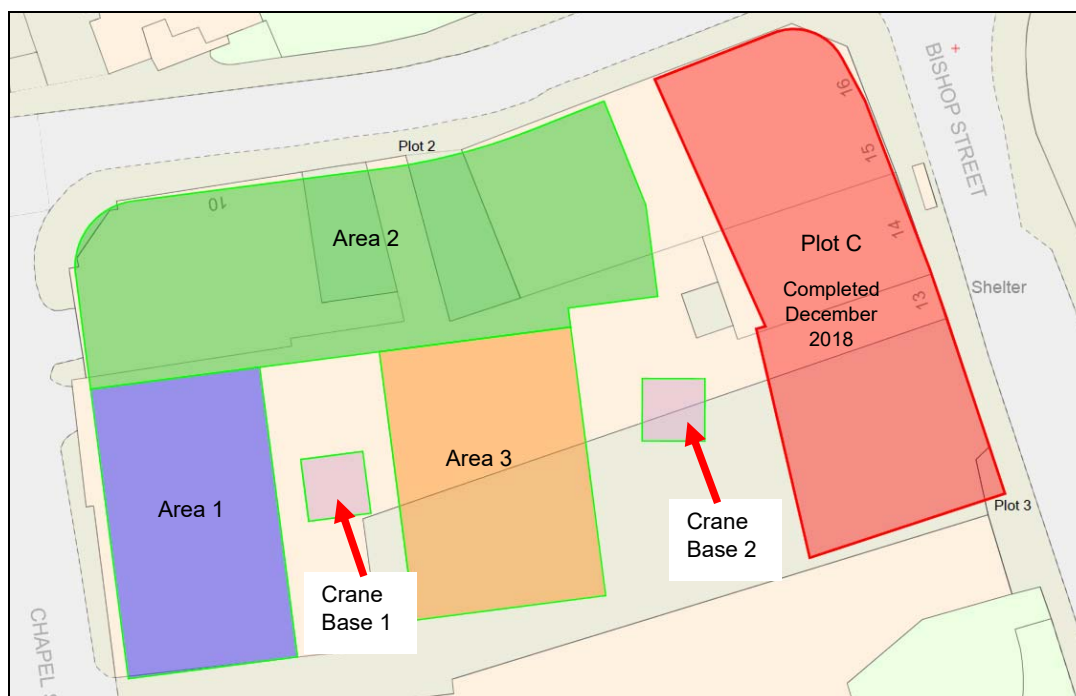 Plot 2
10
Area 2
16
15
14
13
BISHOP STREET
Plot C
Completed
December
2018
Shelter
Area 1
Area 3
Crane
Base 1
Crane
Base 2
Plot 3
CHAPEL S